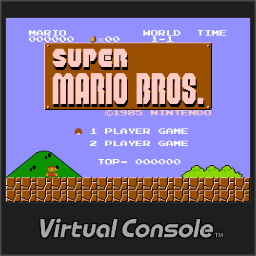 MARIO WORLD TIME
000000 ×00 1-1
SUPER
MARIO BROS.
©1985 NINTENDO
1 PLAYER GAME
2 PLAYER GAME
TOP- 000000
Virtual Console™